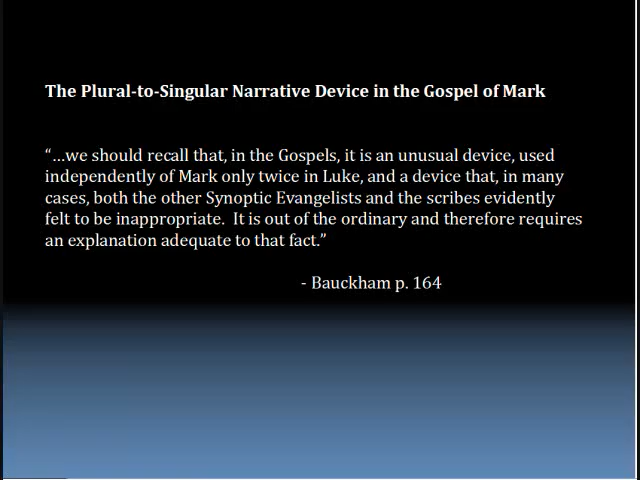 The Plural-to-Singular Narrative Device in the Gospel of Mark
“…we should recall that, in the Gospels, it is an unusual device, used
independently of Mark only twice in Luke, and a device that, in many
cases, both the other Synoptic Evangelists and the scribes evidently
felt to be inappropriate.  It is out of the ordinary and therefore requires
an explanation adequate to that fact.”
- Bauckham p. 164